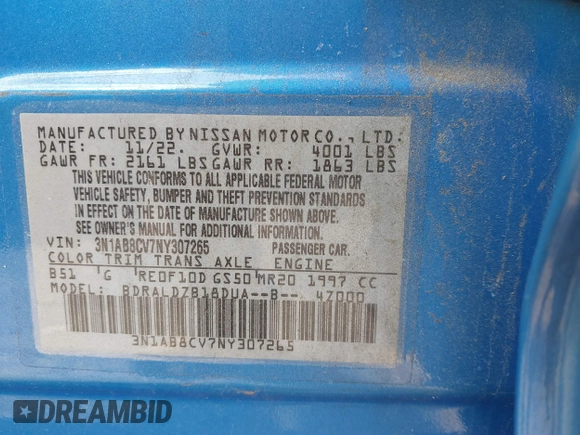 MANUFACTURED BY NISSAN MOTOR CO., LTD.
DATE: 11/22. GVWR: 4001 LBS
GAWR FR: 2161 LBS GAWR RR: 1863 LBS
THIS VEHICLE CONFORMS TO ALL APPLICABLE FEDERAL MOTOR
VEHICLE SAFETY, BUMPER AND THEFT PREVENTION STANDARDS
IN EFFECT ON THE DATE OF MANUFACTURE SHOWN ABOVE.
SEE OWNER'S MANUAL FOR ADDITIONAL INFORMATION.
VIN: 3N1AB8CV7NY307265 PASSENGER CAR.
COLOR TRIM TRANS AXLE ENGINE
B51 'G 'RE0F10D GS50'MR20 1997 CC
MODEL: BDRALDZB18DUA--B-- 4Z000
3N1AB8CV7NY307265
DREAMBID